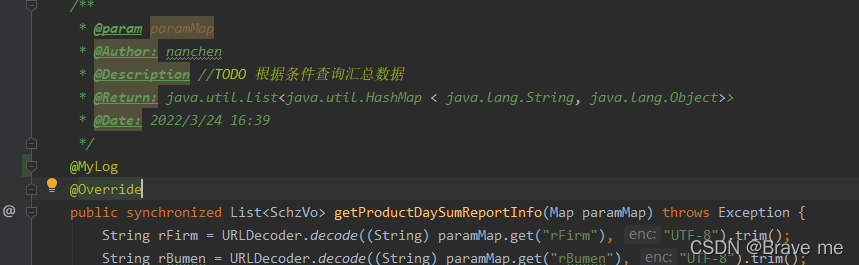 /**
* @param paramMap
* @Author: nanchen
* @Description //TODO 根据条件查询汇总数据
* @Return: java.util.List<java.util.HashMap < java.lang.String, java.lang.Object>>
* @Date: 2022/3/24 16:39
*/
@MyLog
@Override
@ public synchronized List<SchzVo> getProductDaySumReportInfo(Map paramMap) throws Exception {
String rFirm = URLDecoder.decode((String) paramMap.get("rFirm"), enc: "UTF-8").trim();
String rBumen = URLDecoder.decode((String) paramMap.get("rBumen"), enc: "UTF-8").trim();
CSDN @Brave me